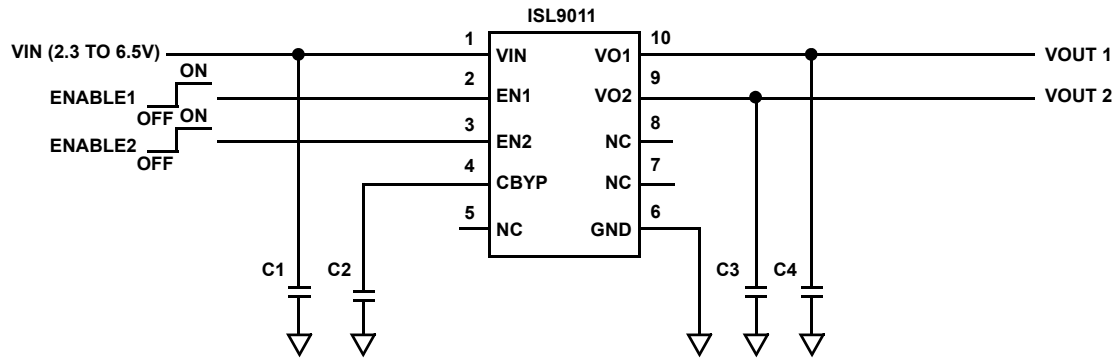 ISL9011
VIN (2.3 TO 6.5V)
1
VIN
VO1
10
VOUT 1
ON
ENABLE1
OFF
2
EN1
VO2
9
VOUT 2
ON
ENABLE2
OFF
3
EN2
NC
8
4
CBYP
NC
7
5
NC
GND
6
C1
C2
C3
C4